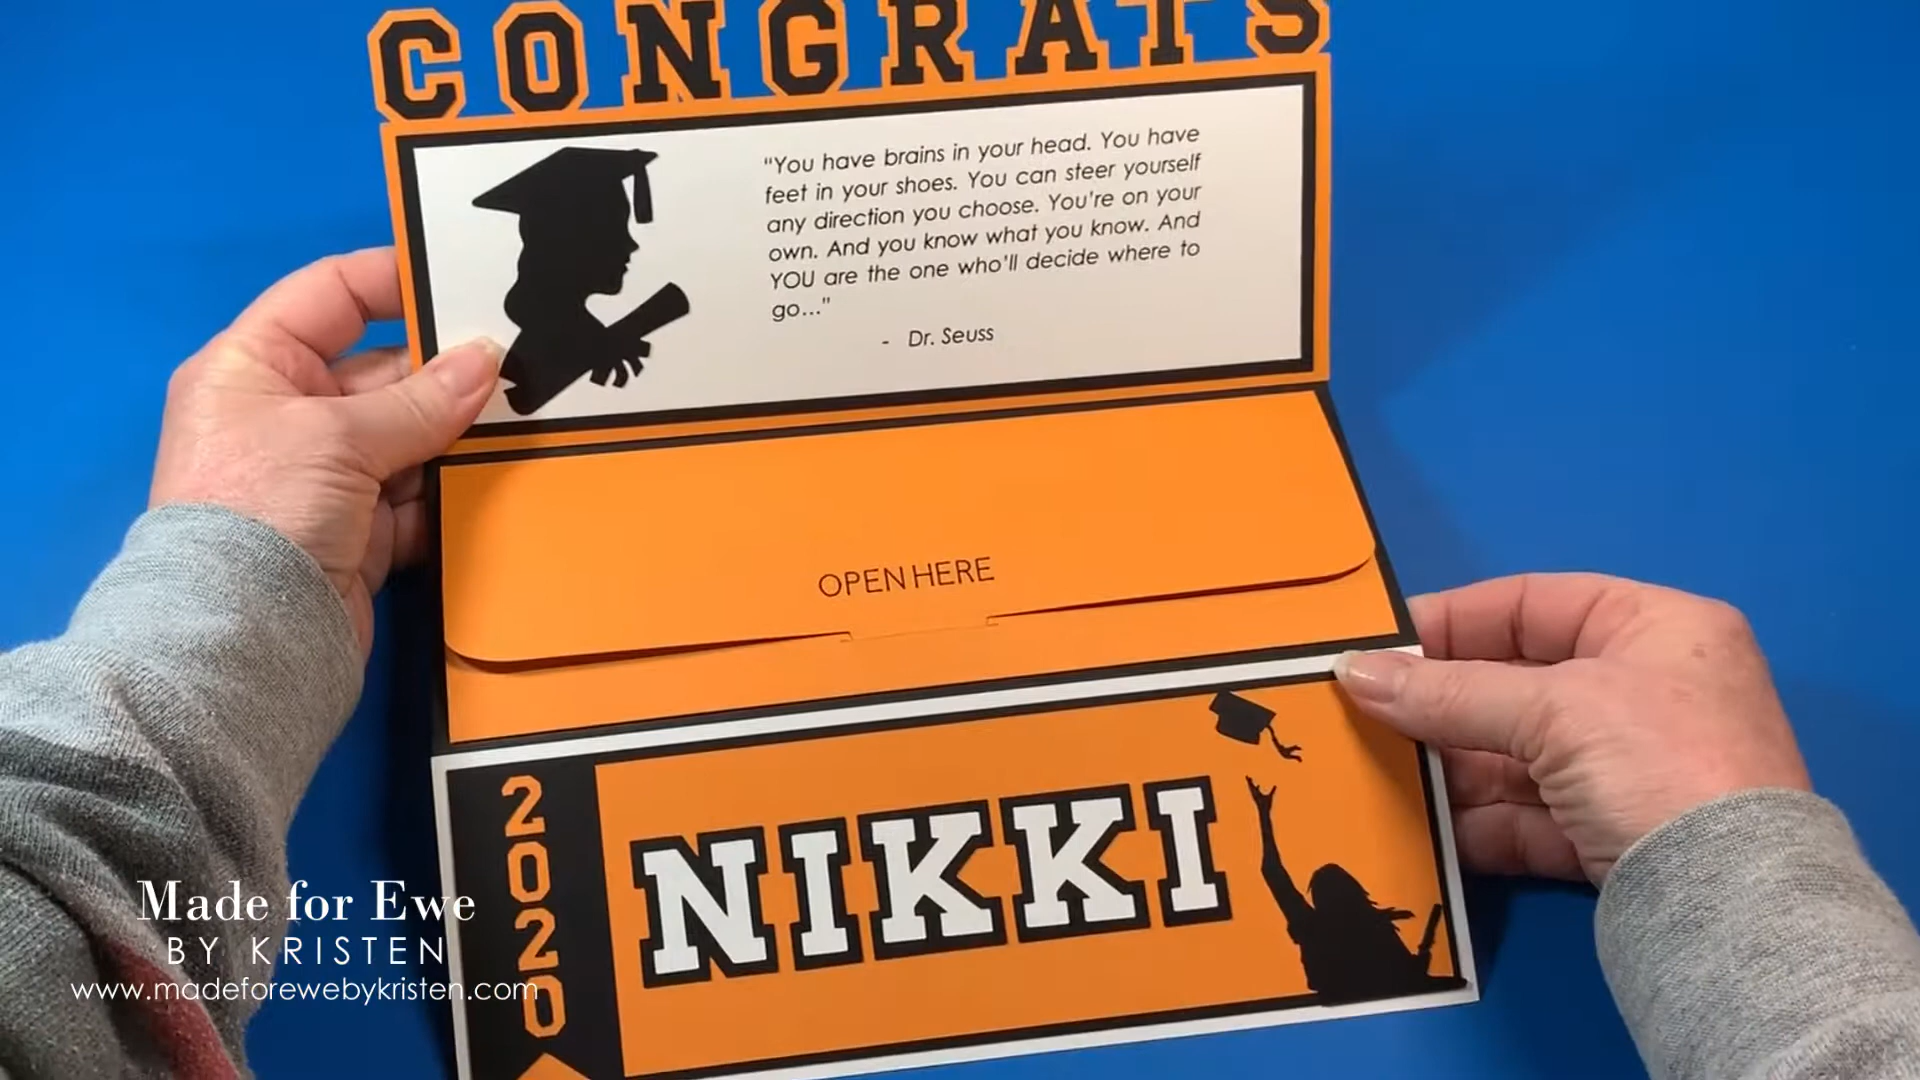 CONGRATS
"You have brains in your head. You have
feet in your shoes. You can steer yourself
any direction you choose. You're on your
own. And you know what you know. And
YOU are the one who'll decide where to
go..."
- Dr. Seuss
OPEN HERE
2020
NIKKI
Made for Ewe
BY KRISTEN
www.madeforewebykristen.com